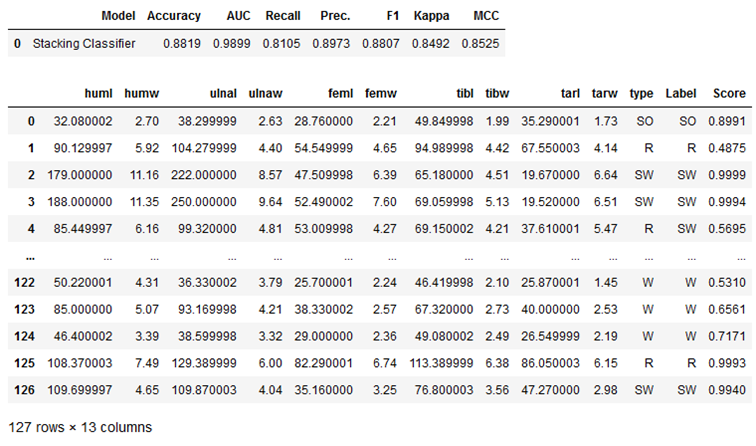 Model Accuracy AUC Recall Prec. F1 Kappa MCC
0 Stacking Classifier 0.8819 0.9899 0.8105 0.8973 0.8807 0.8492 0.8525
huml humw ulnal ulnaw feml femw tibl tibw tarl tarw type Label Score
0 32.080002 2.70 38.299999 2.63 28.760000 2.21 49.849998 1.99 35.290001 1.73 SO SO 0.8991
1 90.129997 5.92 104.279999 4.40 54.549999 4.65 94.989998 4.42 67.550003 4.14 R R 0.4875
2 179.000000 11.16 222.000000 8.57 47.509998 6.39 65.180000 4.51 19.670000 6.64 SW SW 0.9999
3 188.000000 11.35 250.000000 9.64 52.490002 7.60 69.059998 5.13 19.520000 6.51 SW SW 0.9994
4 85.449997 6.16 99.320000 4.81 53.009998 4.27 69.150002 4.21 37.610001 5.47 R SW 0.5695
... ... ... ... ... ... ... ... ... ... ... ... ... ...
122 50.220001 4.31 36.330002 3.79 25.700001 2.24 46.419998 2.10 25.870001 1.45 W W 0.5310
123 85.000000 5.07 93.169998 4.21 38.330002 2.57 67.320000 2.73 40.000000 2.53 W W 0.6561
124 46.400002 3.39 38.599998 3.32 29.000000 2.36 49.080002 2.49 26.549999 2.19 W W 0.7171
125 108.370003 7.49 129.389999 6.00 82.290001 6.74 113.389999 6.38 86.050003 6.15 R R 0.9993
126 109.699997 4.65 109.870003 4.04 35.160000 3.25 76.800003 3.56 47.270000 2.98 SW SW 0.9940
127 rows × 13 columns